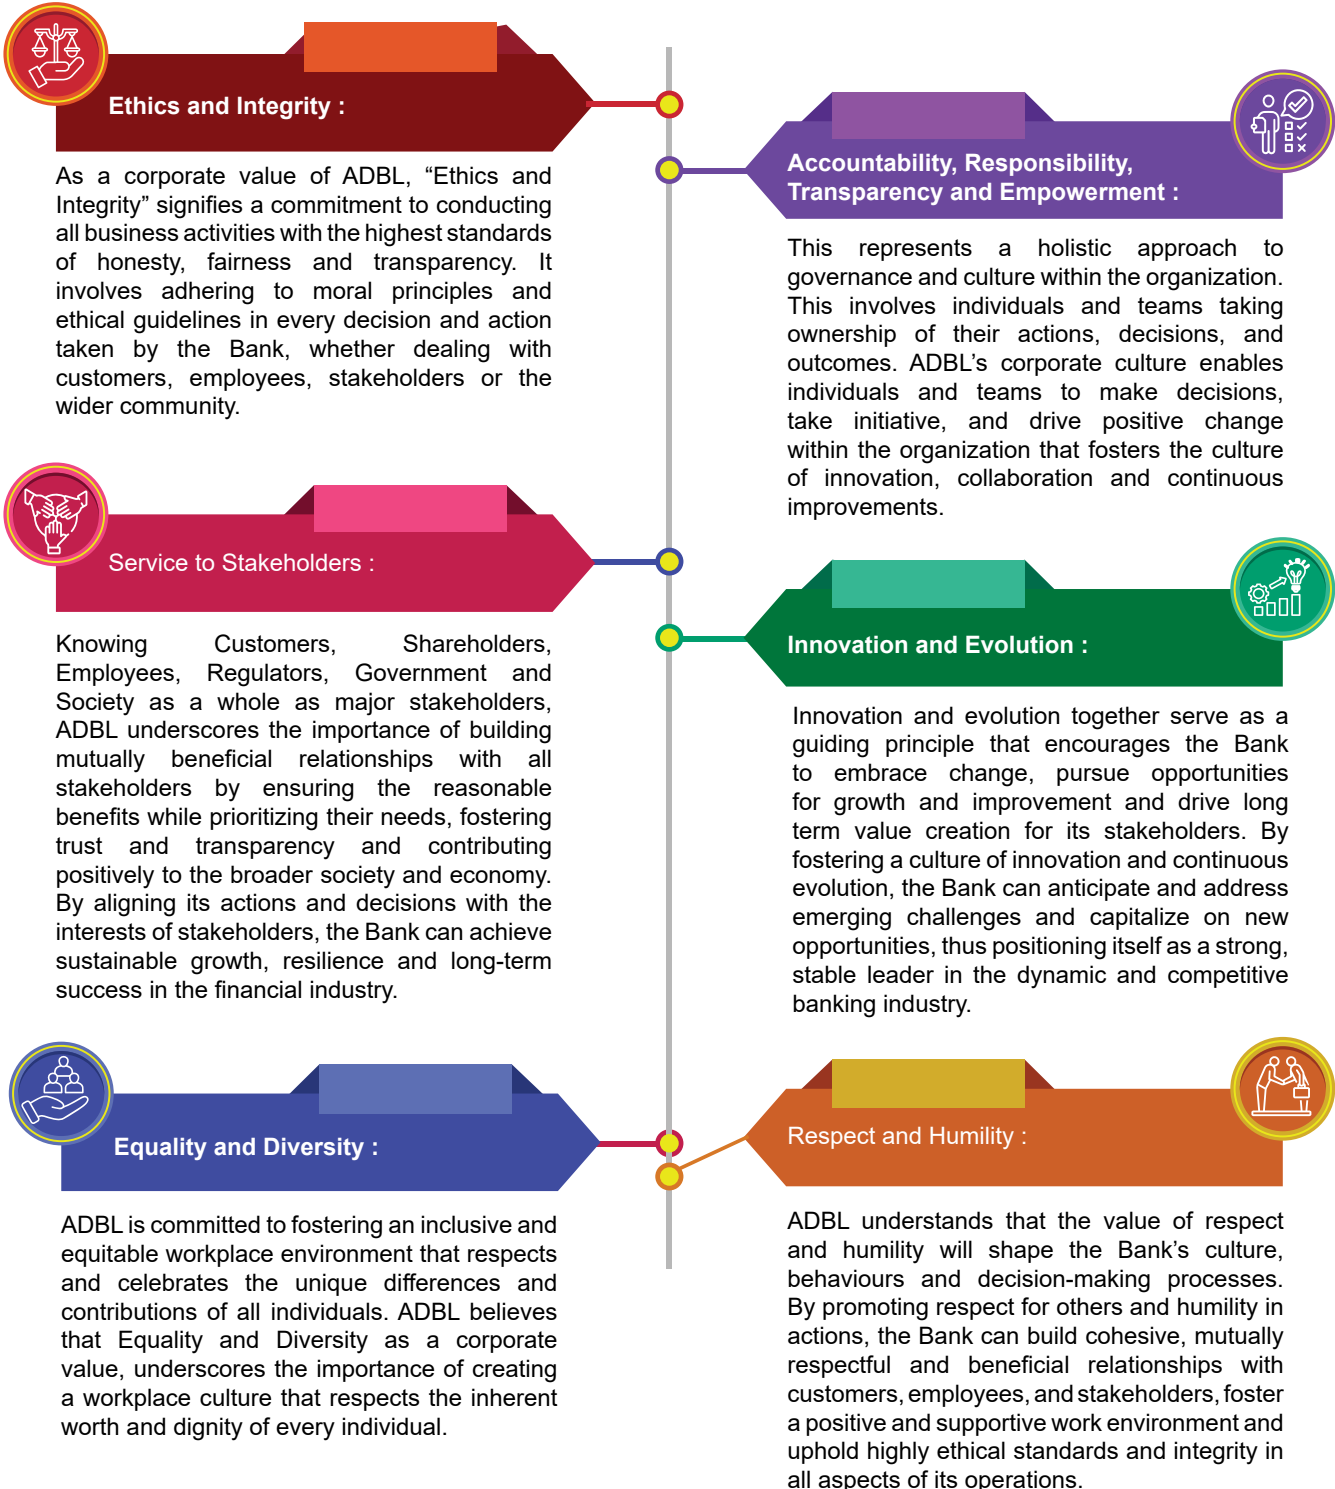 Ethics and Integrity :
As a corporate value of ADBL, “Ethics and
Integrity” signifies a commitment to conducting
all business activities with the highest standards
of honesty, fairness and transparency. It
involves adhering to moral principles and
ethical guidelines in every decision and action
taken by the Bank, whether dealing with
customers, employees, stakeholders or the
wider community.
Accountability, Responsibility,
Transparency and Empowerment :
This represents a holistic approach to
governance and culture within the organization.
This involves individuals and teams taking
ownership of their actions, decisions, and
outcomes. ADBL’s corporate culture enables
individuals and teams to make decisions,
take initiative, and drive positive change
within the organization that fosters the culture
of innovation, collaboration and continuous
improvements.
Service to Stakeholders :
Knowing Customers, Shareholders,
Employees, Regulators, Government and
Society as a whole as major stakeholders,
ADBL underscores the importance of building
mutually beneficial relationships with all
stakeholders by ensuring the reasonable
benefits while prioritizing their needs, fostering
trust and transparency and contributing
positively to the broader society and economy.
By aligning its actions and decisions with the
interests of stakeholders, the Bank can achieve
sustainable growth, resilience and long-term
success in the financial industry.
Innovation and Evolution :
Innovation and evolution together serve as a
guiding principle that encourages the Bank
to embrace change, pursue opportunities
for growth and improvement and drive long
term value creation for its stakeholders. By
fostering a culture of innovation and continuous
evolution, the Bank can anticipate and address
emerging challenges and capitalize on new
opportunities, thus positioning itself as a strong,
stable leader in the dynamic and competitive
banking industry.
Equality and Diversity :
ADBL is committed to fostering an inclusive and
equitable workplace environment that respects
and celebrates the unique differences and
contributions of all individuals. ADBL believes
that Equality and Diversity as a corporate
value, underscores the importance of creating
a workplace culture that respects the inherent
worth and dignity of every individual.
Respect and Humility :
ADBL understands that the value of respect
and humility will shape the Bank’s culture,
behaviours and decision-making processes.
By promoting respect for others and humility in
actions, the Bank can build cohesive, mutually
respectful and beneficial relationships with
customers, employees, and stakeholders, foster
a positive and supportive work environment and
uphold highly ethical standards and integrity in
all aspects of its operations.